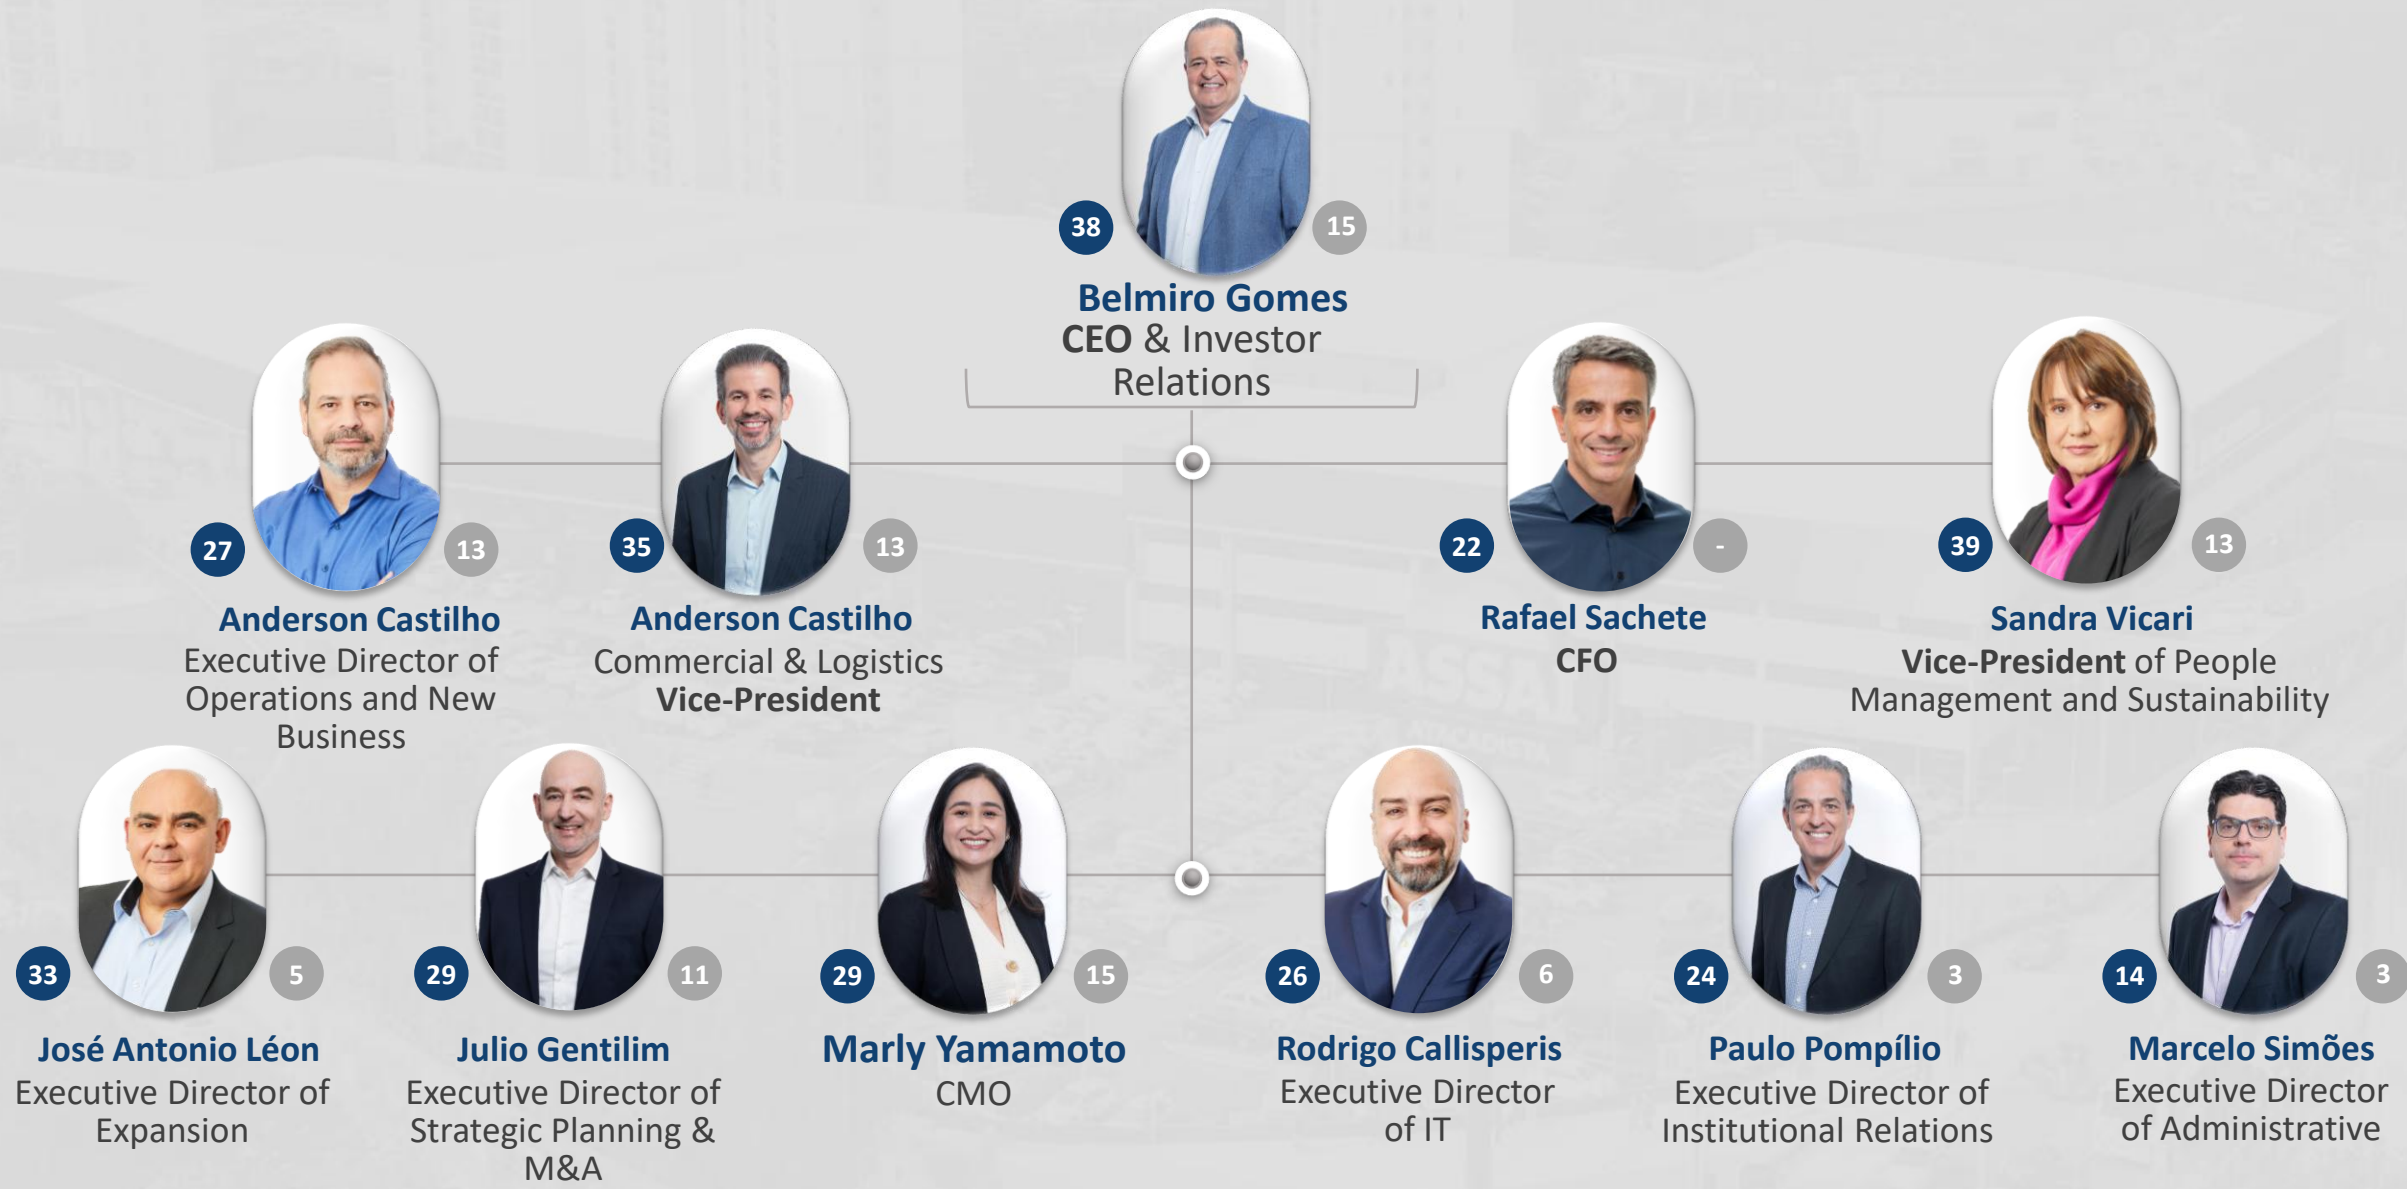 38
15
Belmiro Gomes
CEO & Investor
Relations
27
13
35
13
22
-
39
13
Anderson Castilho
Executive Director of
Operations and New
Business
Anderson Castilho
Commercial & Logistics
Vice-President
Rafael Sachete
CFO
Sandra Vicari
Vice-President of People
Management and Sustainability
ASSAÍ
ATACADISTA
33
5
29
11
29
15
26
6
24
3
14
3
José Antonio Léon
Executive Director of
Expansion
Julio Gentilim
Executive Director of
Strategic Planning &
M&A
Marly Yamamoto
CMO
Rodrigo Callisperis
Executive Director
of IT
Paulo Pompílio
Executive Director of
Institutional Relations
Marcelo Simões
Executive Director
of Administrative